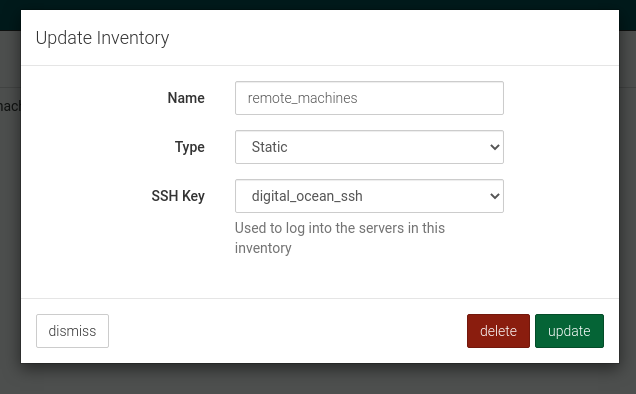 Update Inventory
Name remote_machines
Type Static
SSH Key digital_ocean_ssh
Used to log into the servers in this
inventory
dismiss delete update